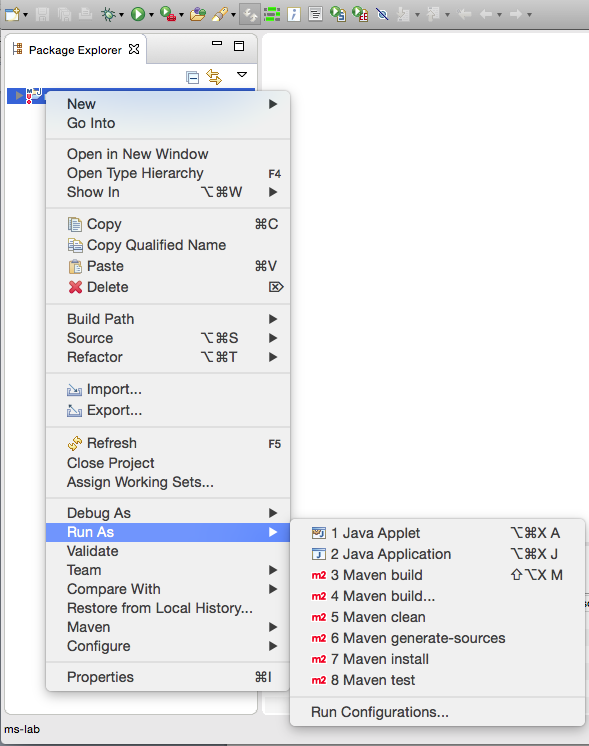 Package Explorer
New
Go Into
Open in New Window
Open Type Hierarchy F4
Show In ⌥⌘W
Copy ⌘C
Copy Qualified Name
Paste ⌘V
Delete ⌦
Build Path
Source ⌥⌘S
Refactor ⌥⌘T
Import...
Export...
Refresh F5
Close Project
Assign Working Sets...
Debug As
Run As
1 Java Applet ⌥⌘X A
2 Java Application ⌥⌘X J
m2 3 Maven build ⇧⌥X M
m2 4 Maven build...
m2 5 Maven clean
m2 6 Maven generate-sources
m2 7 Maven install
m2 8 Maven test
Run Configurations...
Validate
Team
Compare With
Restore from Local History...
Maven
Configure
Properties ⌘I
ms-lab